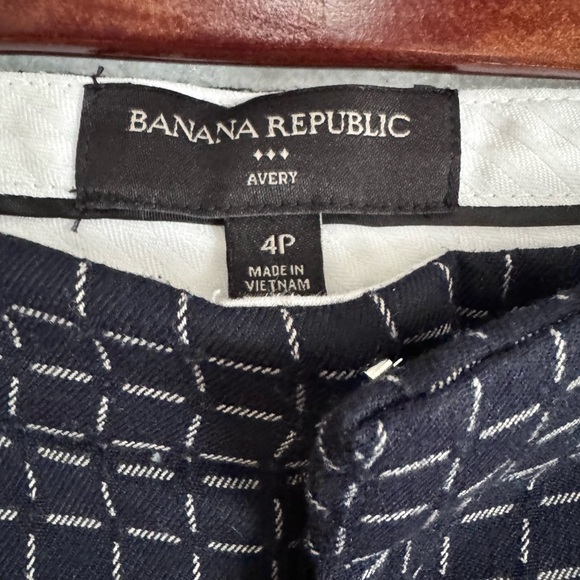 BANANA REPUBLIC
AVERY
4P
MADE IN
VIETNAM